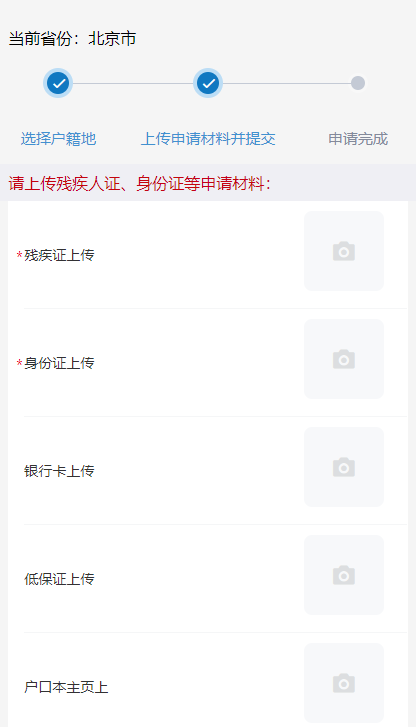 当前省份：北京市
选择户籍地 上传申请材料并提交 申请完成
请上传残疾人证、身份证等申请材料：
*残疾证上传
*身份证上传
银行卡上传
低保证上传
户口本主页上